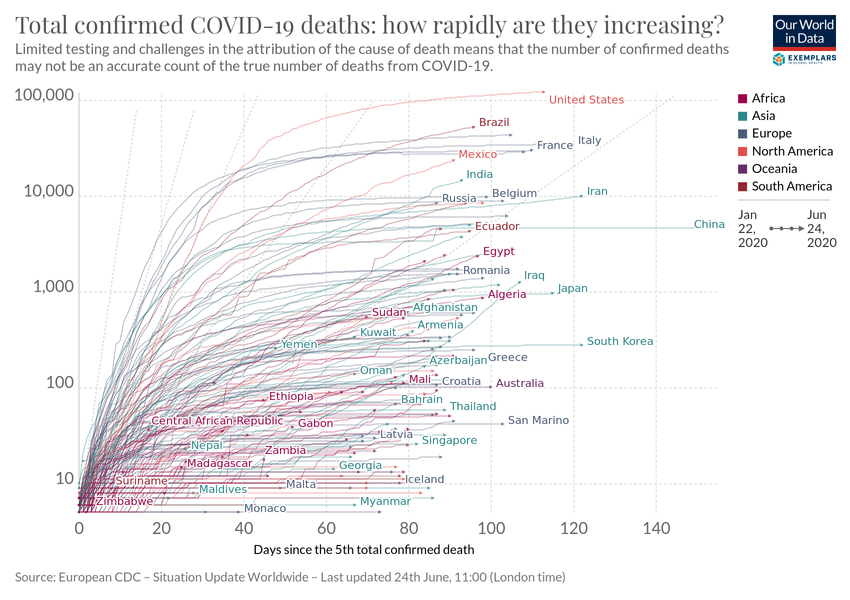 Total confirmed COVID-19 deaths: how rapidly are they increasing?
Limited testing and challenges in the attribution of the cause of death means that the number of confirmed deaths
may not be an accurate count of the true number of deaths from COVID-19.
Our World
in Data
EXEMPLARS
IN GLOBAL HEALTH
100,000
10,000
1,000
100
10
United States
Brazil
Italy
France
Mexico
India
Belgium
Iran
Russia
China
Ecuador
Egypt
Romania
Iraq
Japan
Algeria
Afghanistan
Sudan
Armenia
Kuwait
South Korea
Yemen
Greece
Azerbaijan
Oman
Mali
Croatia
Australia
Ethiopia
Bahrain
Thailand
Central African Republic
Gabon
San Marino
Latvia
Singapore
Nepal
Zambia
Madagascar
Georgia
Suriname
Iceland
Malta
Maldives
Zimbabwe
Myanmar
Monaco
0
20
40
60
80
100
120
140
Days since the 5th total confirmed death
Africa
Asia
Europe
North America
Oceania
South America
Jan
22,
2020
Jun
24,
2020
Source: European CDC – Situation Update Worldwide – Last updated 24th June, 11:00 (London time)